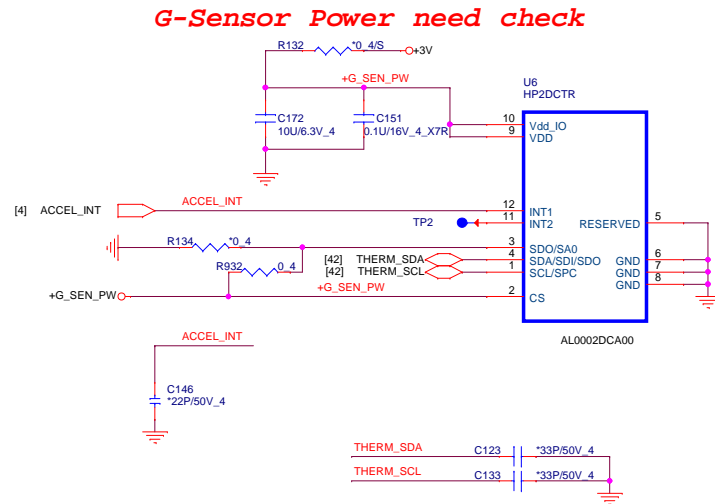 G-Sensor Power need check
R132 *0_4/S +3V
+G_SEN_PW
U6
HP2DCTR
C172
10U/6.3V_4
C151
0.1U/16V_4_X7R
10 Vdd_IO
9 VDD
[4] ACCEL_INT ACCEL_INT 12 INT1
TP2 11 INT2
RESERVED 5
R134 *0_4 3 SDO/SA0
[42] THERM_SDA 4 SDA/SDI/SDO GND 6
[42] THERM_SCL 1 SCL/SPC GND 7
R932 0_4
GND 8
+G_SEN_PW +G_SEN_PW 2 CS
AL0002DCA00
ACCEL_INT
C146
*22P/50V_4
THERM_SDA C123 *33P/50V_4
THERM_SCL C133 *33P/50V_4